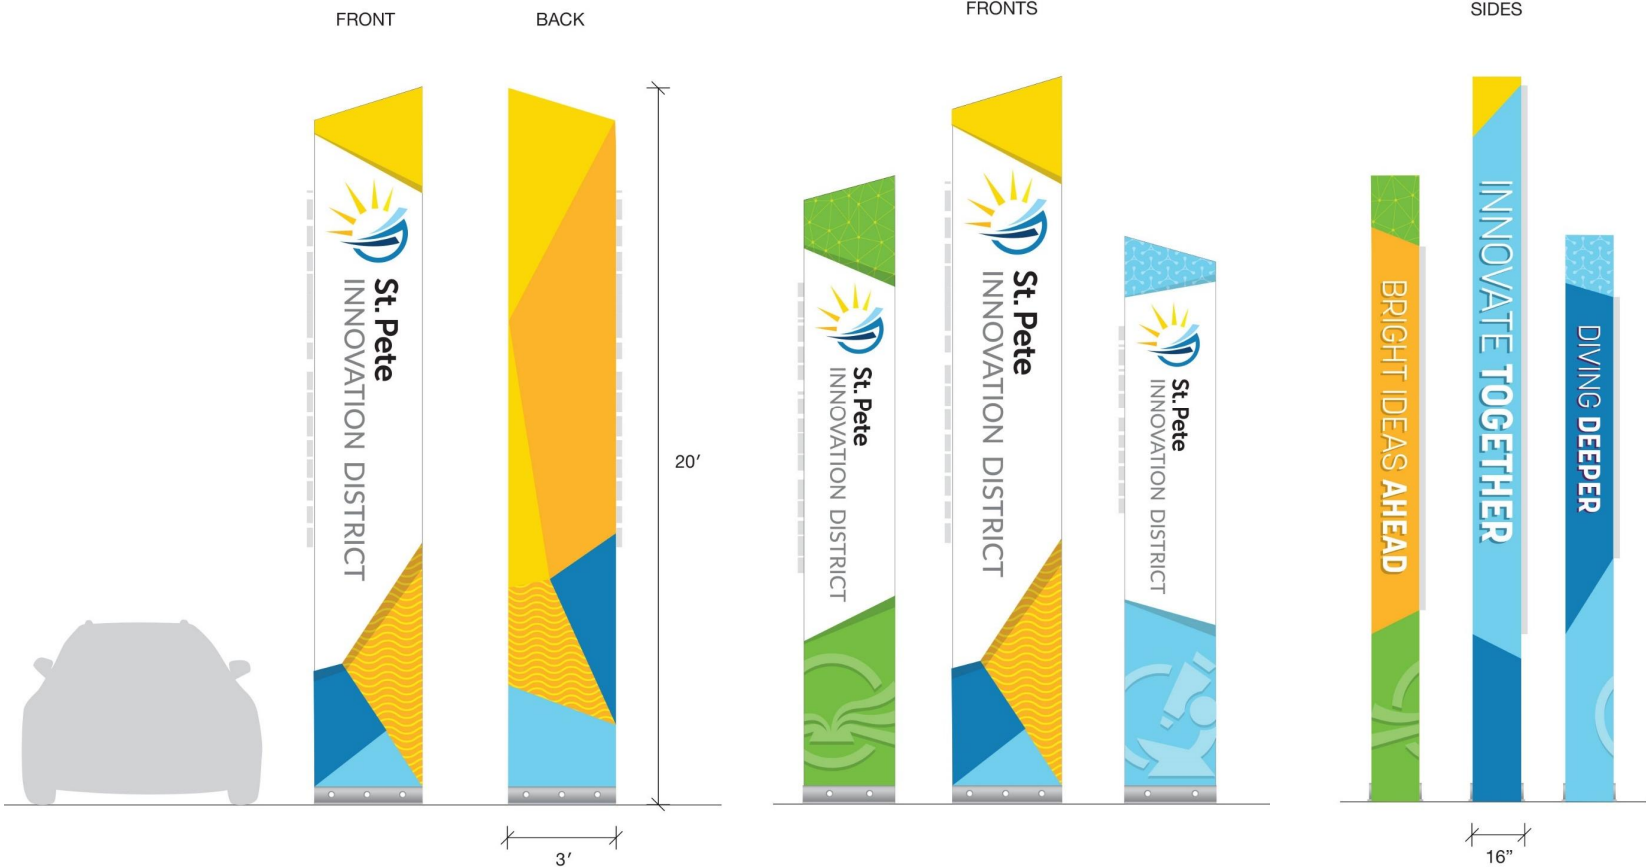 FRONT
BACK
FRONTS
SIDES
St. Pete
INNOVATION DISTRICT
20′
3′
St. Pete
INNOVATION DISTRICT
St. Pete
INNOVATION DISTRICT
St. Pete
INNOVATION DISTRICT
BRIGHT IDEAS AHEAD
INNOVATE TOGETHER
DIVING DEEPER
16”